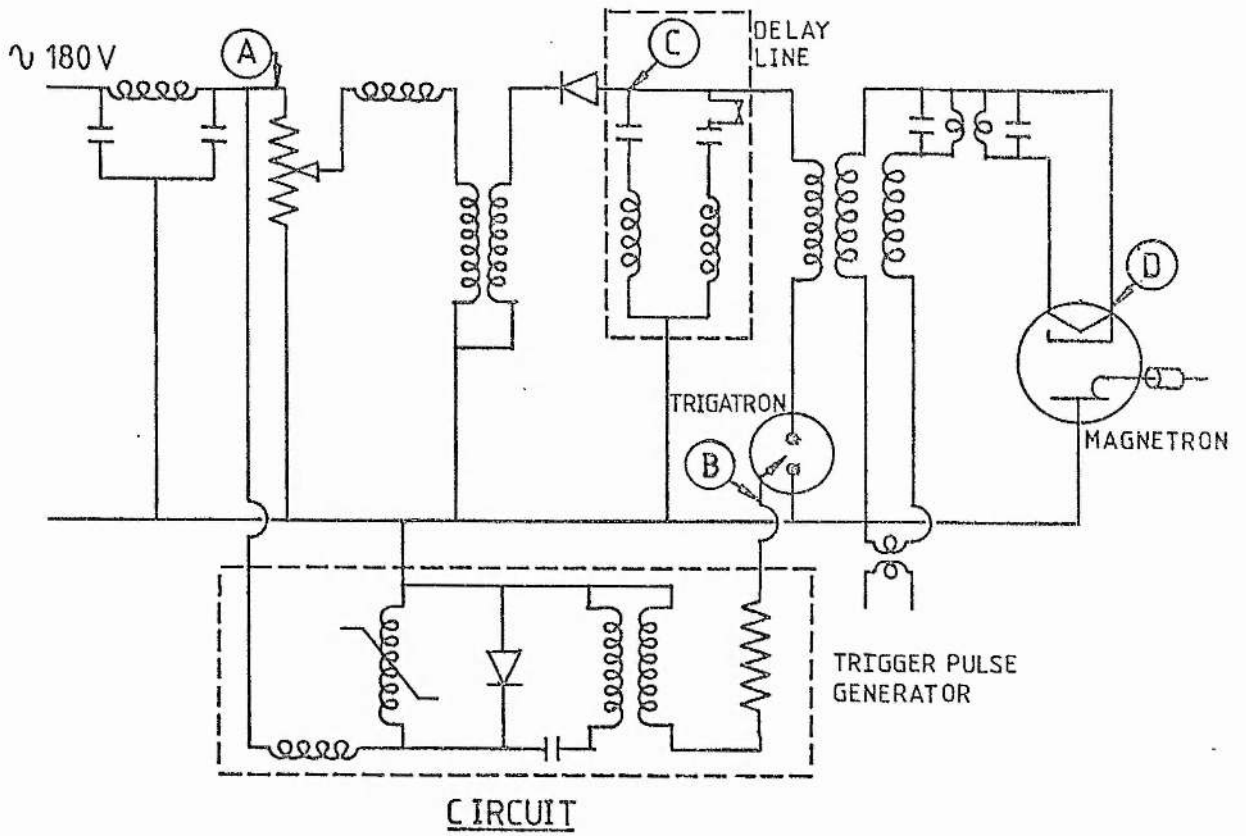 ∿ 180 V
A
C
DELAY
LINE
D
TRIGATRON
B
MAGNETRON
TRIGGER PULSE
GENERATOR
CIRCUIT